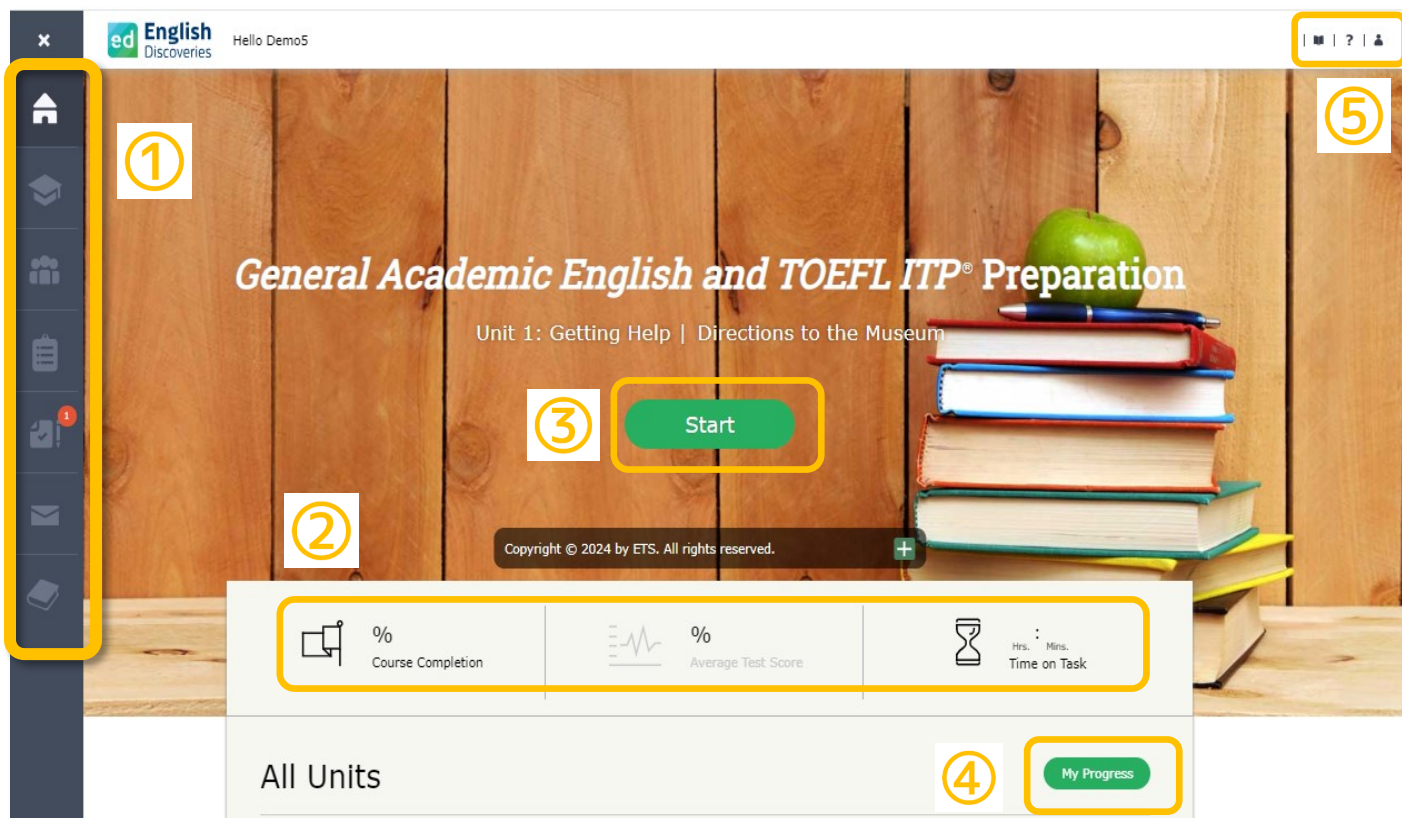 ×
ed English Discoveries
Hello Demo5
| | ? |
⑤
①
General Academic English and TOEFL ITP® Preparation
Unit 1: Getting Help | Directions to the Museum
③
Start
1
②
Copyright © 2024 by ETS. All rights reserved.
+
%
Course Completion
%
Average Test Score
:
Hrs. Mins.
Time on Task
All Units
④
My Progress